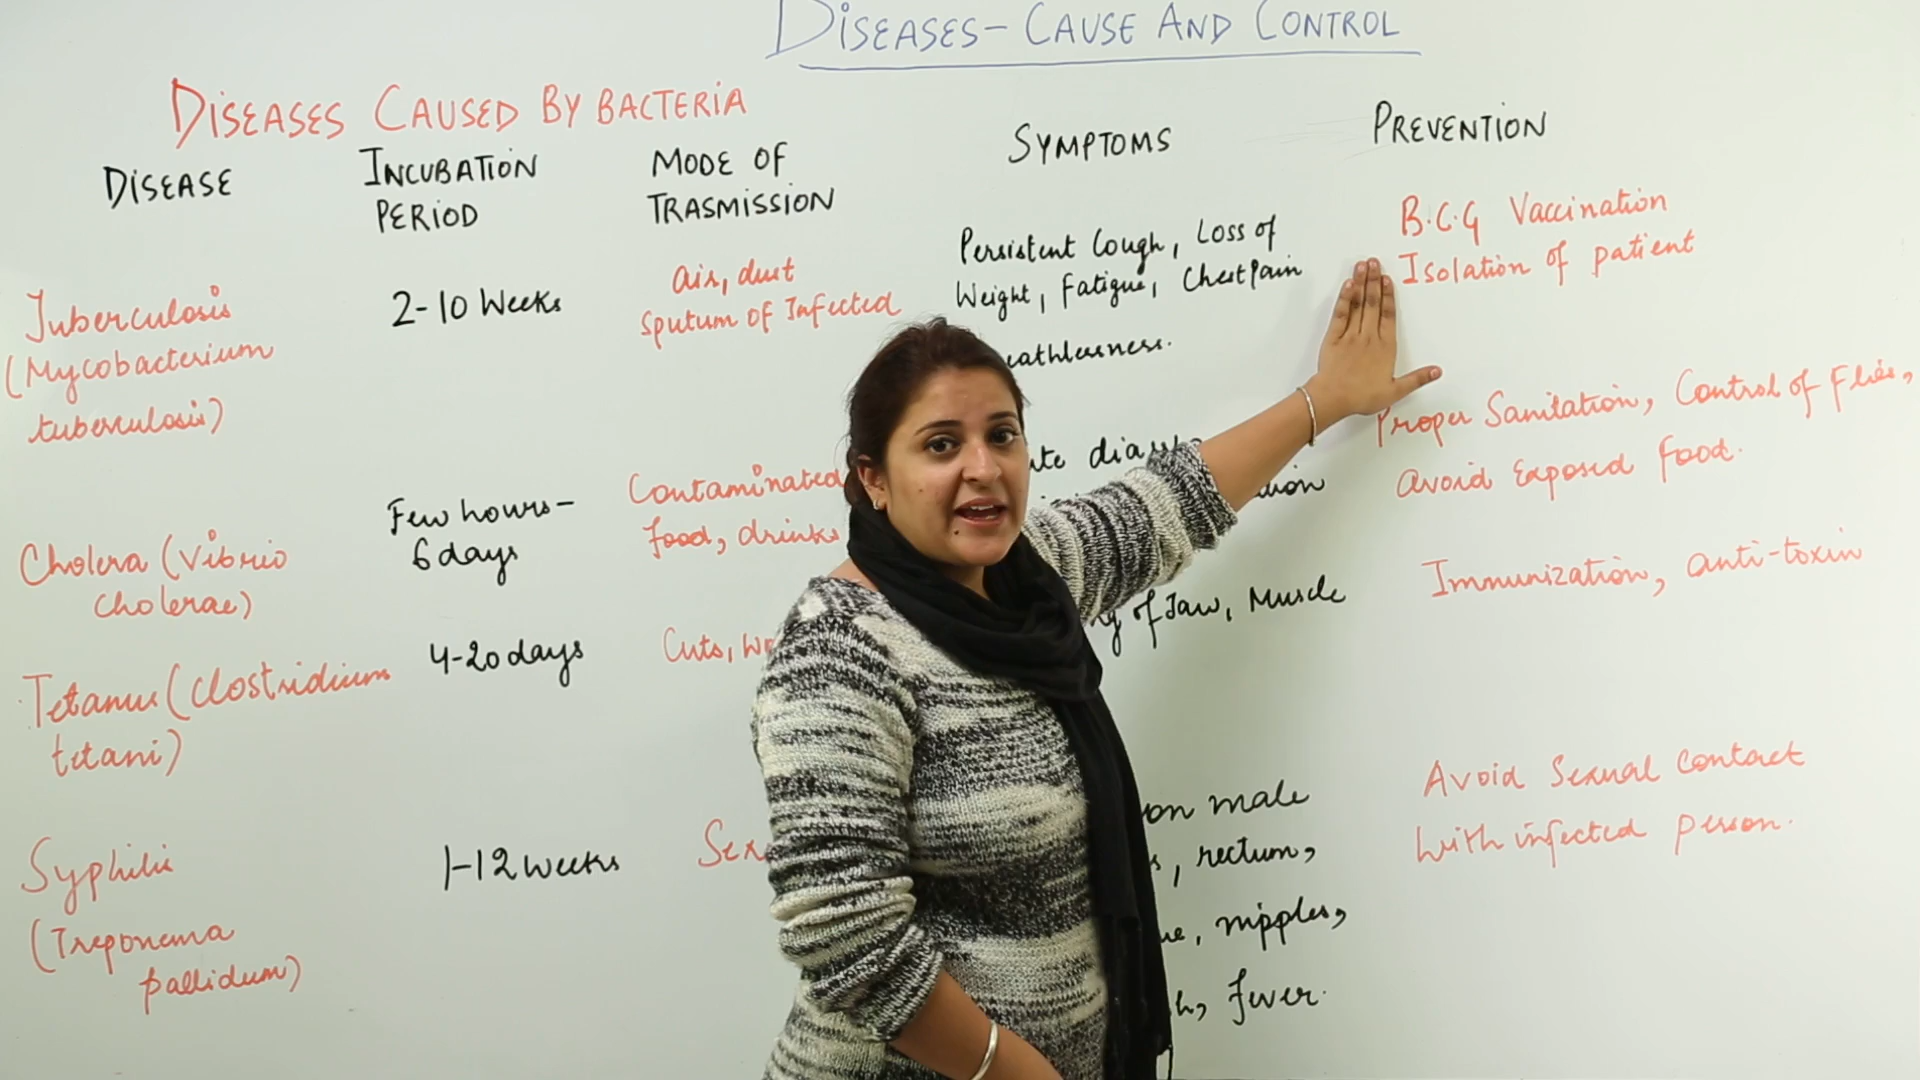 DISEASES - CAUSE AND CONTROL
DISEASES CAUSED BY BACTERIA
DISEASE
INCUBATION
PERIOD
MODE OF
TRASMISSION
SYMPTOMS
PREVENTION
Tuberculosis
(Mycobacterium
tuberculosis)
2-10 Weeks
air, dust
Sputum of Infected
Persistent Cough, Loss of
Weight, Fatigue, Chest Pain
B.C.G Vaccination
Isolation of patient
Cholera (Vibrio
Cholerae)
Few hours -
6 days
Contaminated
food, drinks
Proper Sanitation, Control of Flies,
avoid Exposed food.
Tetanus (Clostridium
tetani)
4-20 days
Cuts,
of Jaw, Muscle
Immunization, anti-toxin
Syphilis
(Treponema
pallidum)
1-12 weeks
on male
, rectum,
, nipples,
, fever.
Avoid Sexual Contact
With infected person.